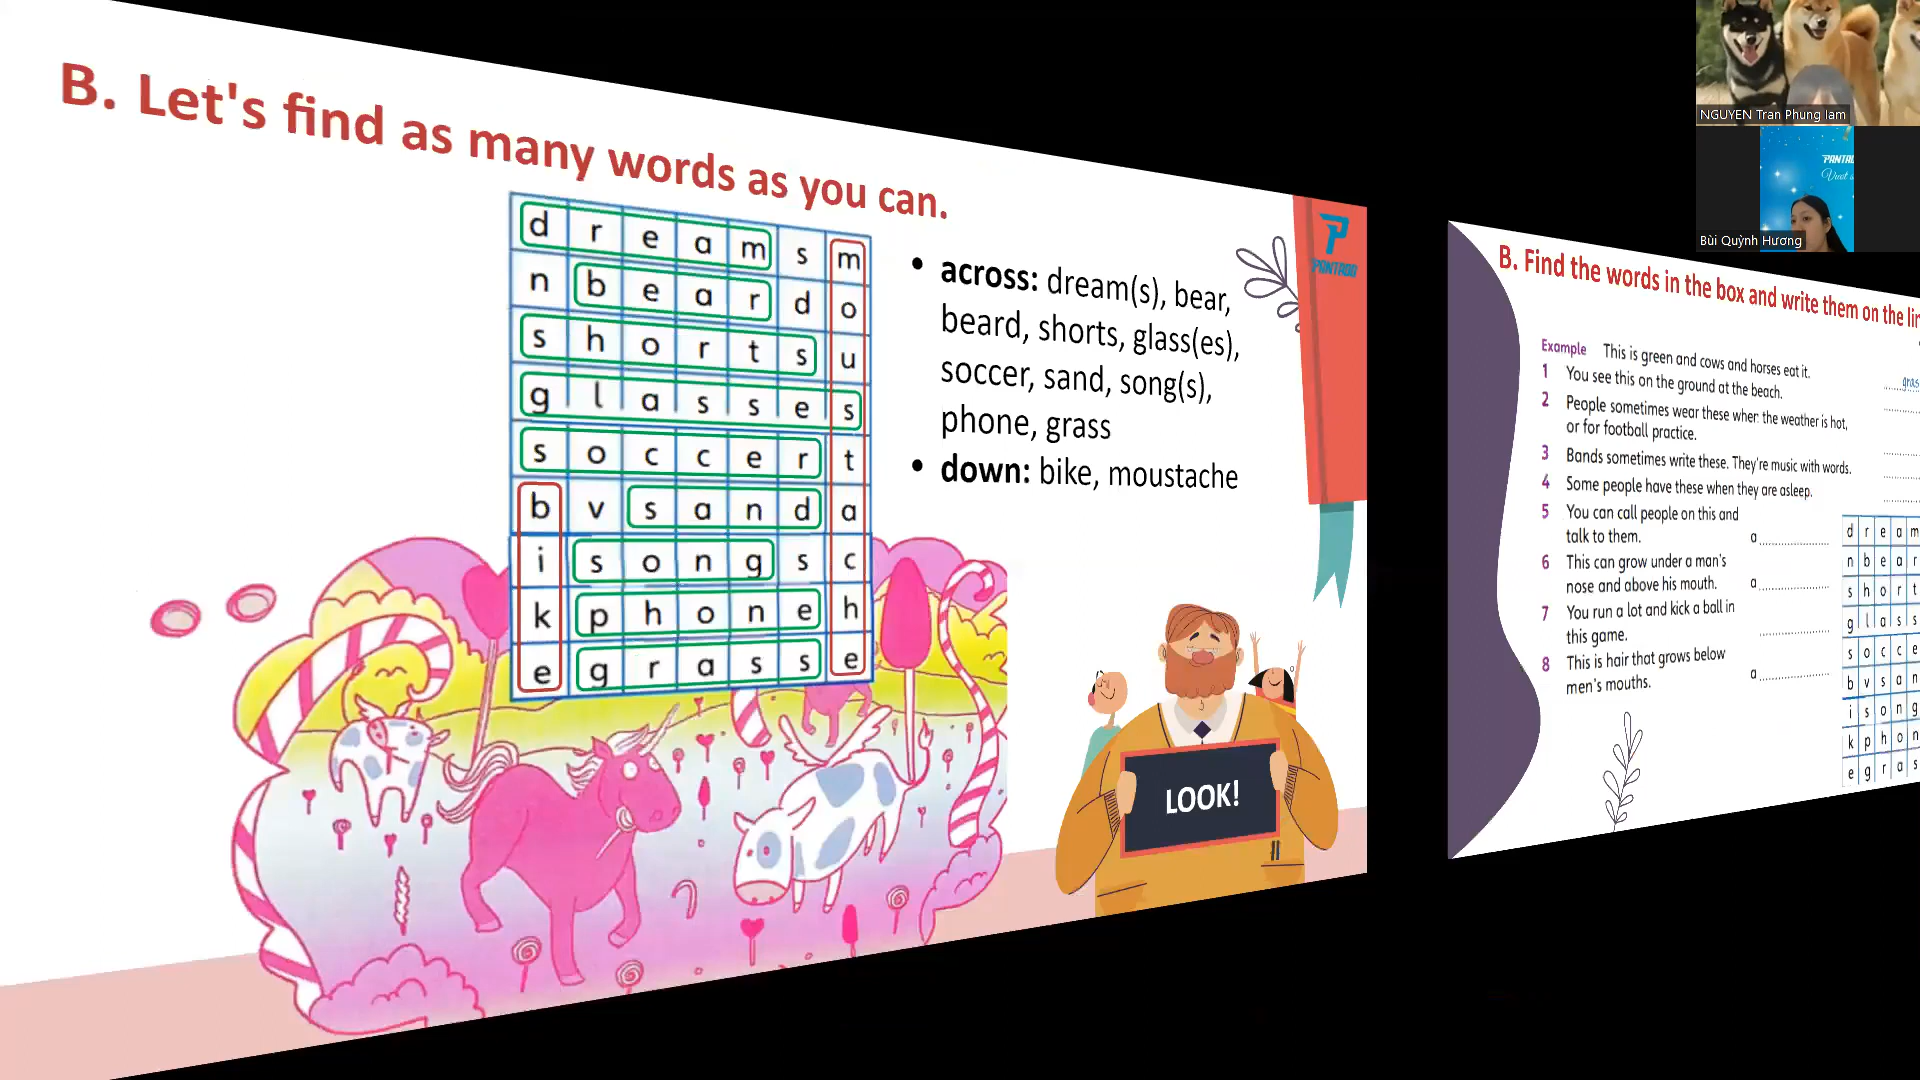 B. Let's find as many words as you can.
d r e a m s m
n b e a r d o
s h o r t s u
g l a s s e s
s o c c e r t
b v s a n d a
i s o n g s c
k p h o n e h
e g r a s s e
• across: dream(s), bear,
beard, shorts, glass(es),
soccer, sand, song(s),
phone, grass
• down: bike, moustache
PANTADO
LOOK!
B. Find the words in the box and write them on the
Example This is green and cows and horses eat it.
1 You see this on the ground at the beach.
2 People sometimes wear these when the weather is hot,
or for football practice.
3 Bands sometimes write these. They're music with words.
4 Some people have these when they are asleep.
5 You can call people on this and
talk to them. a
6 This can grow under a man's
nose and above his mouth. a
7 You run a lot and kick a ball in
this game.
8 This is hair that grows below
men's mouths. a
d r e a m
n b e a r
s h o r t
g l a s s
s o c c e
b v s a n
i s o n g
k p h o n
e g r a s
NGUYEN Tran Phung lam
Bùi Quỳnh Hương